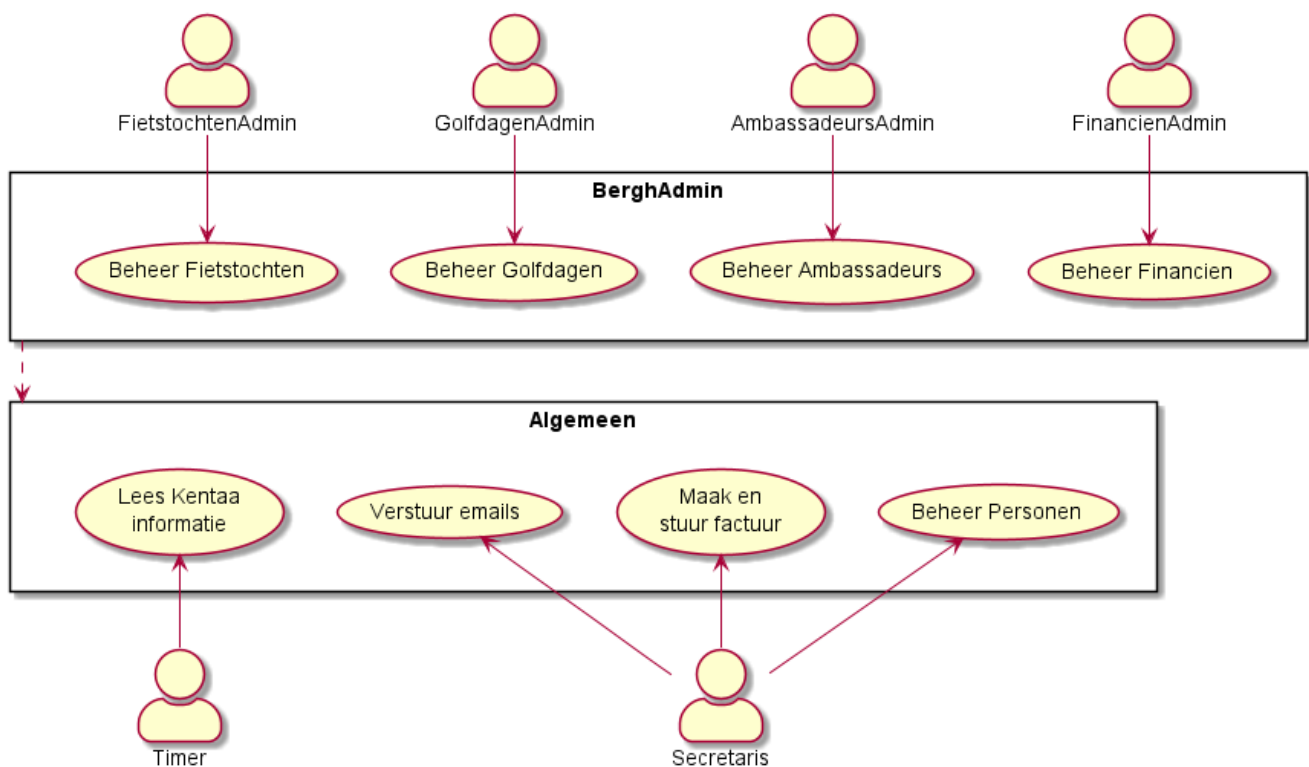 FietstochtenAdmin
GolfdagenAdmin
AmbassadeursAdmin
FinancienAdmin
BerghAdmin
Beheer Fietstochten
Beheer Golfdagen
Beheer Ambassadeurs
Beheer Financien
Algemeen
Lees Kentaa
informatie
Verstuur emails
Maak en
stuur factuur
Beheer Personen
Timer
Secretaris